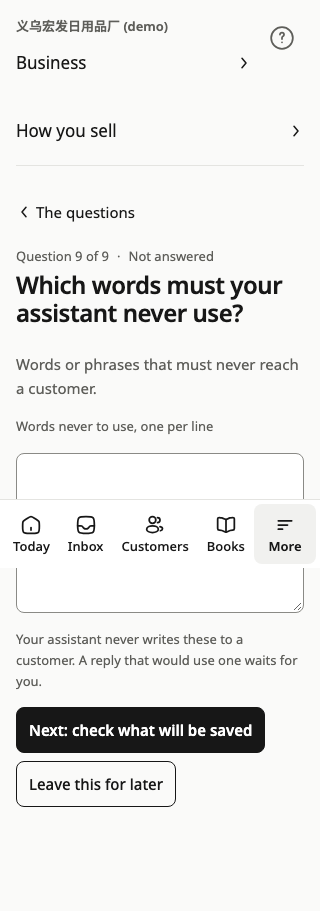 义乌宏发日用品厂 (demo)
Business
How you sell
The questions
Question 9 of 9 · Not answered
Which words must your
assistant never use?
Words or phrases that must never reach
a customer.
Words never to use, one per line
Today Inbox Customers Books More
Your assistant never writes these to a
customer. A reply that would use one waits for
you.
Next: check what will be saved
Leave this for later